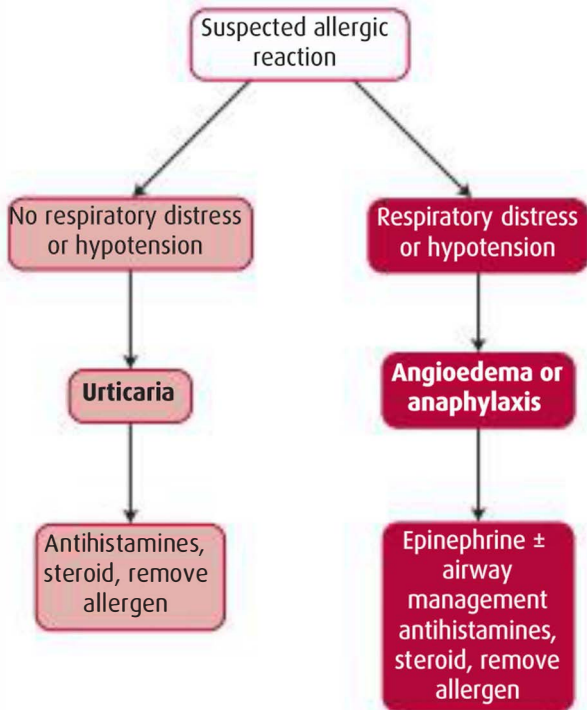 Suspected allergic
reaction
No respiratory distress
or hypotension
Respiratory distress
or hypotension
Urticaria
Angioedema or
anaphylaxis
Antihistamines,
steroid, remove
allergen
Epinephrine ±
airway
management
antihistamines,
steroid, remove
allergen